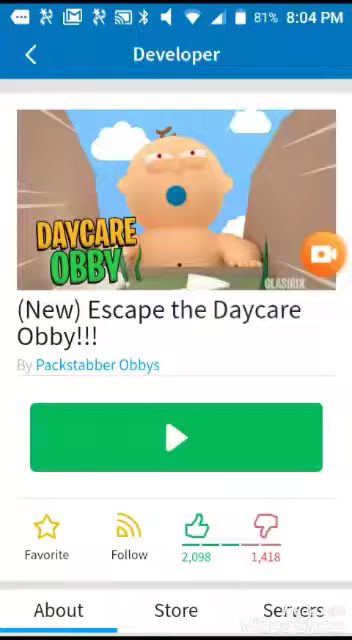 81% 8:04 PM
Developer
DAYCARE
OBBY
GLASIRIX
(New) Escape the Daycare
Obby!!!
By Packstabber Obbys
Favorite
Follow
2,098
1,418
About
Store
Servers